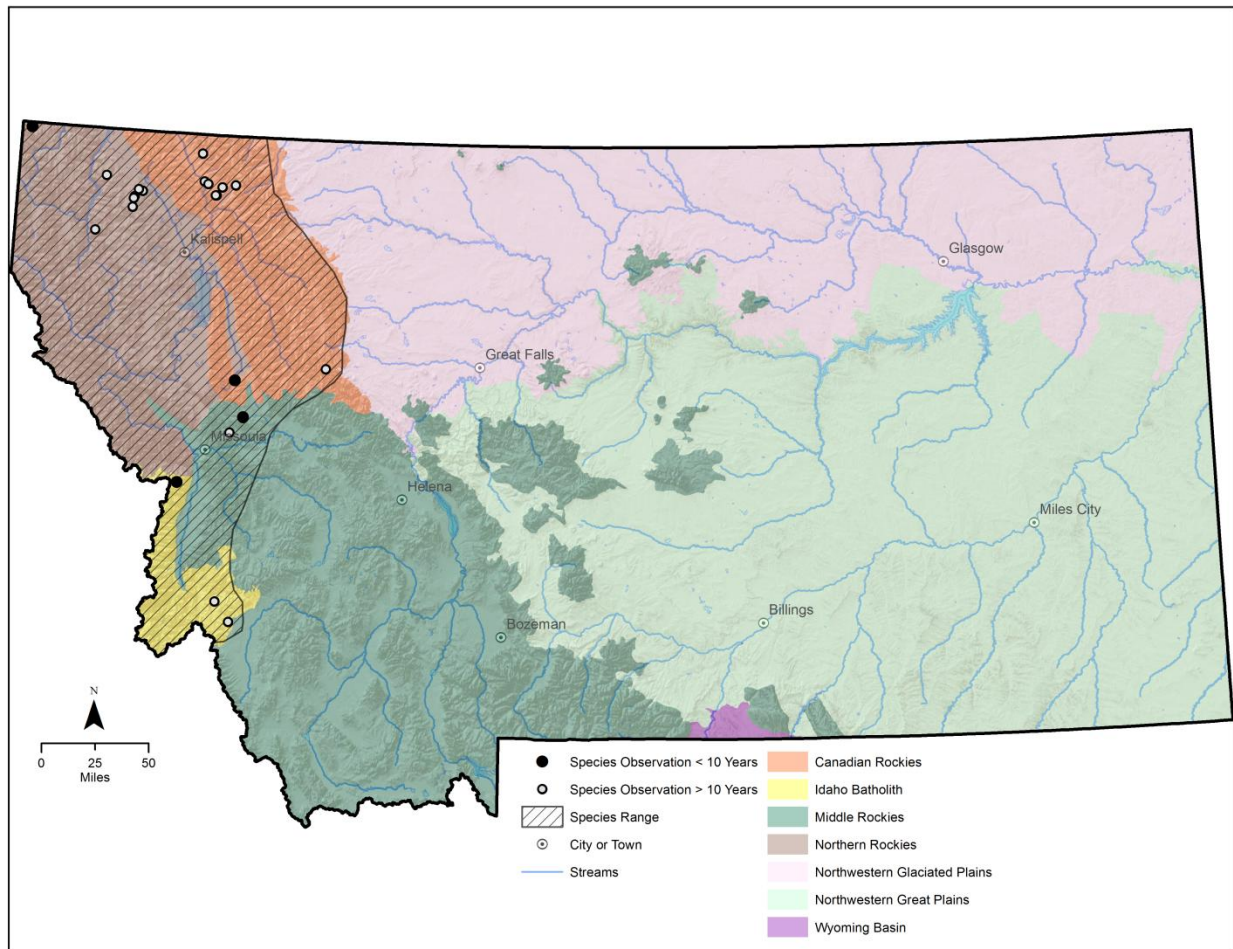 Kalispell
Glasgow
Great Falls
Missoula
Helena
Miles City
Billings
Bozeman
N
0 25 50
Miles
Species Observation < 10 Years
Species Observation > 10 Years
Species Range
City or Town
Streams
Canadian Rockies
Idaho Batholith
Middle Rockies
Northern Rockies
Northwestern Glaciated Plains
Northwestern Great Plains
Wyoming Basin